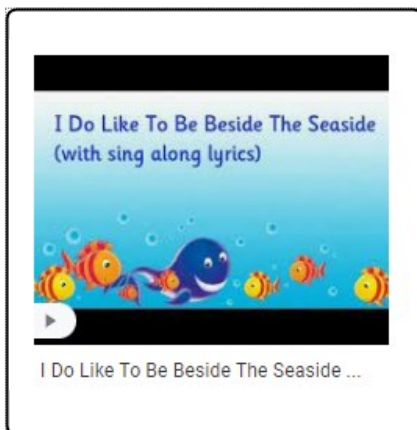 I Do Like To Be Beside The Seaside
(with sing along lyrics)
I Do Like To Be Beside The Seaside ...